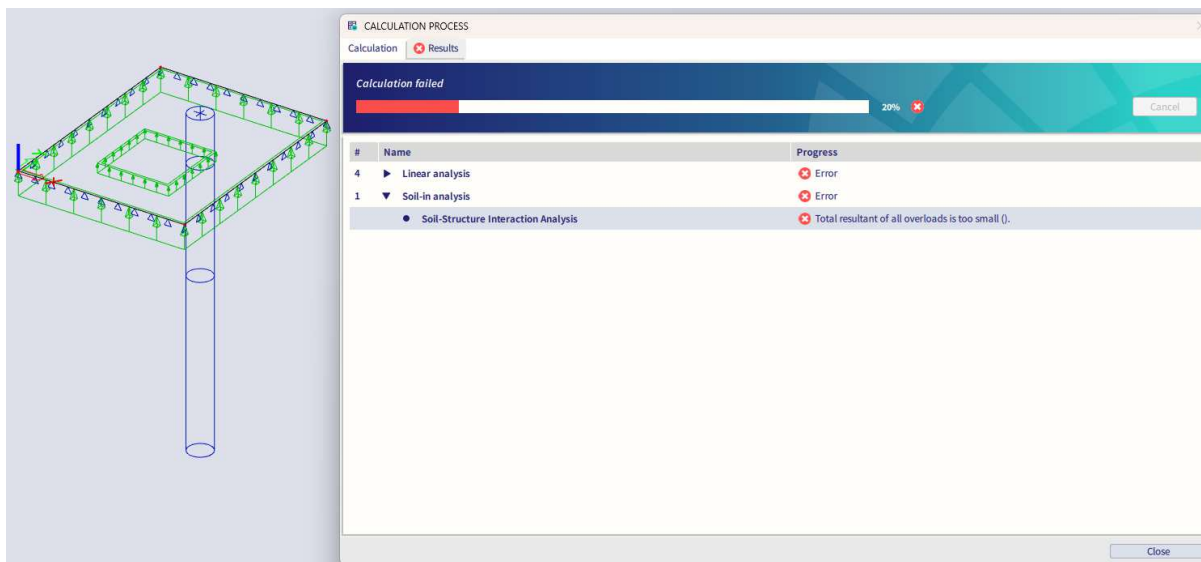 CALCULATION PROCESS
Calculation Results
Calculation failed
20%
Cancel
# Name Progress
4 Linear analysis Error
1 Soil-in analysis Error
Soil-Structure Interaction Analysis Total resultant of all overloads is too small ().
Close